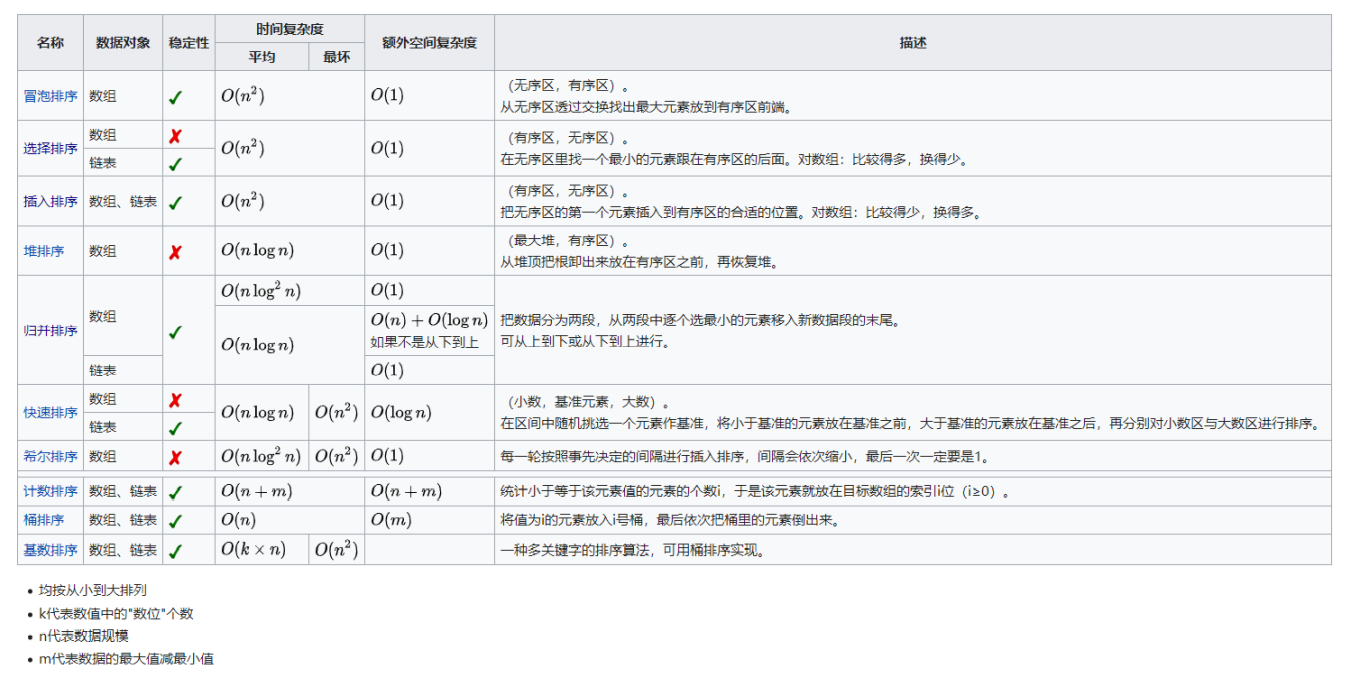 名称 数据对象 稳定性 时间复杂度 额外空间复杂度 描述
平均 最坏
冒泡排序 数组 ✓ O(n²) O(1) （无序区，有序区）。
从无序区透过交换找出最大元素放到有序区前端。
选择排序 数组 ✗ O(n²) O(1) （有序区，无序区）。
链表 ✓ 在无序区里找一个最小的元素跟在有序区的后面。对数组：比较得多，换得少。
插入排序 数组、链表 ✓ O(n²) O(1) （有序区，无序区）。
把无序区的第一个元素插入到有序区的合适的位置。对数组：比较得少，换得多。
堆排序 数组 ✗ O(n log n) O(1) （最大堆，有序区）。
从堆顶把根卸出来放在有序区之前，再恢复堆。
归并排序 数组 ✓ O(n log² n) O(1) 把数据分为两段，从两段中逐个选最小的元素移入新数据段的末尾。
可从上到下或从下到上进行。
O(n log n) O(n) + O(log n)
如果不是从下到上
链表 O(1)
快速排序 数组 ✗ O(n log n) O(n²) O(log n) （小数，基准元素，大数）。
链表 ✓ 在区间中随机挑选一个元素作基准，将小于基准的元素放在基准之前，大于基准的元素放在基准之后，再分别对小数区与大数区进行排序。
希尔排序 数组 ✗ O(n log² n) O(n²) O(1) 每一轮按照事先决定的间隔进行插入排序，间隔会依次缩小，最后一次一定要是1。
计数排序 数组、链表 ✓ O(n + m) O(n + m) 统计小于等于该元素值的元素的个数i，于是该元素就放在目标数组的索引i位（i≥0）。
桶排序 数组、链表 ✓ O(n) O(m) 将值为i的元素放入i号桶，最后依次把桶里的元素倒出来。
基数排序 数组、链表 ✓ O(k × n) O(n²) 一种多关键字的排序算法，可用桶排序实现。
• 均按从小到大排列
• k代表数值中的"数位"个数
• n代表数据规模
• m代表数据的最大值减最小值